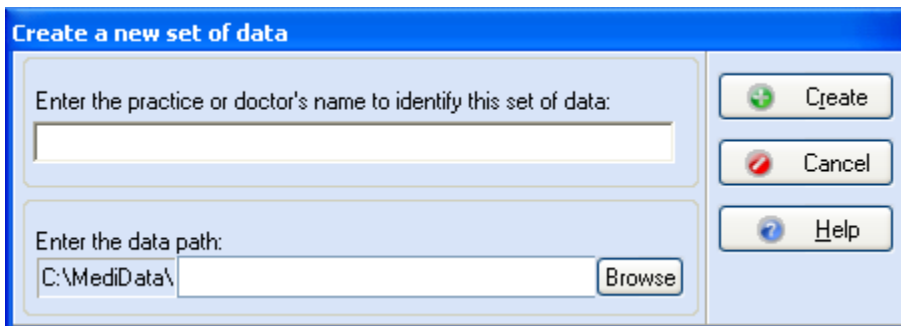 Create a new set of data
Enter the practice or doctor's name to identify this set of data:
Create
Cancel
Help
Enter the data path:
C:\MediData\
Browse